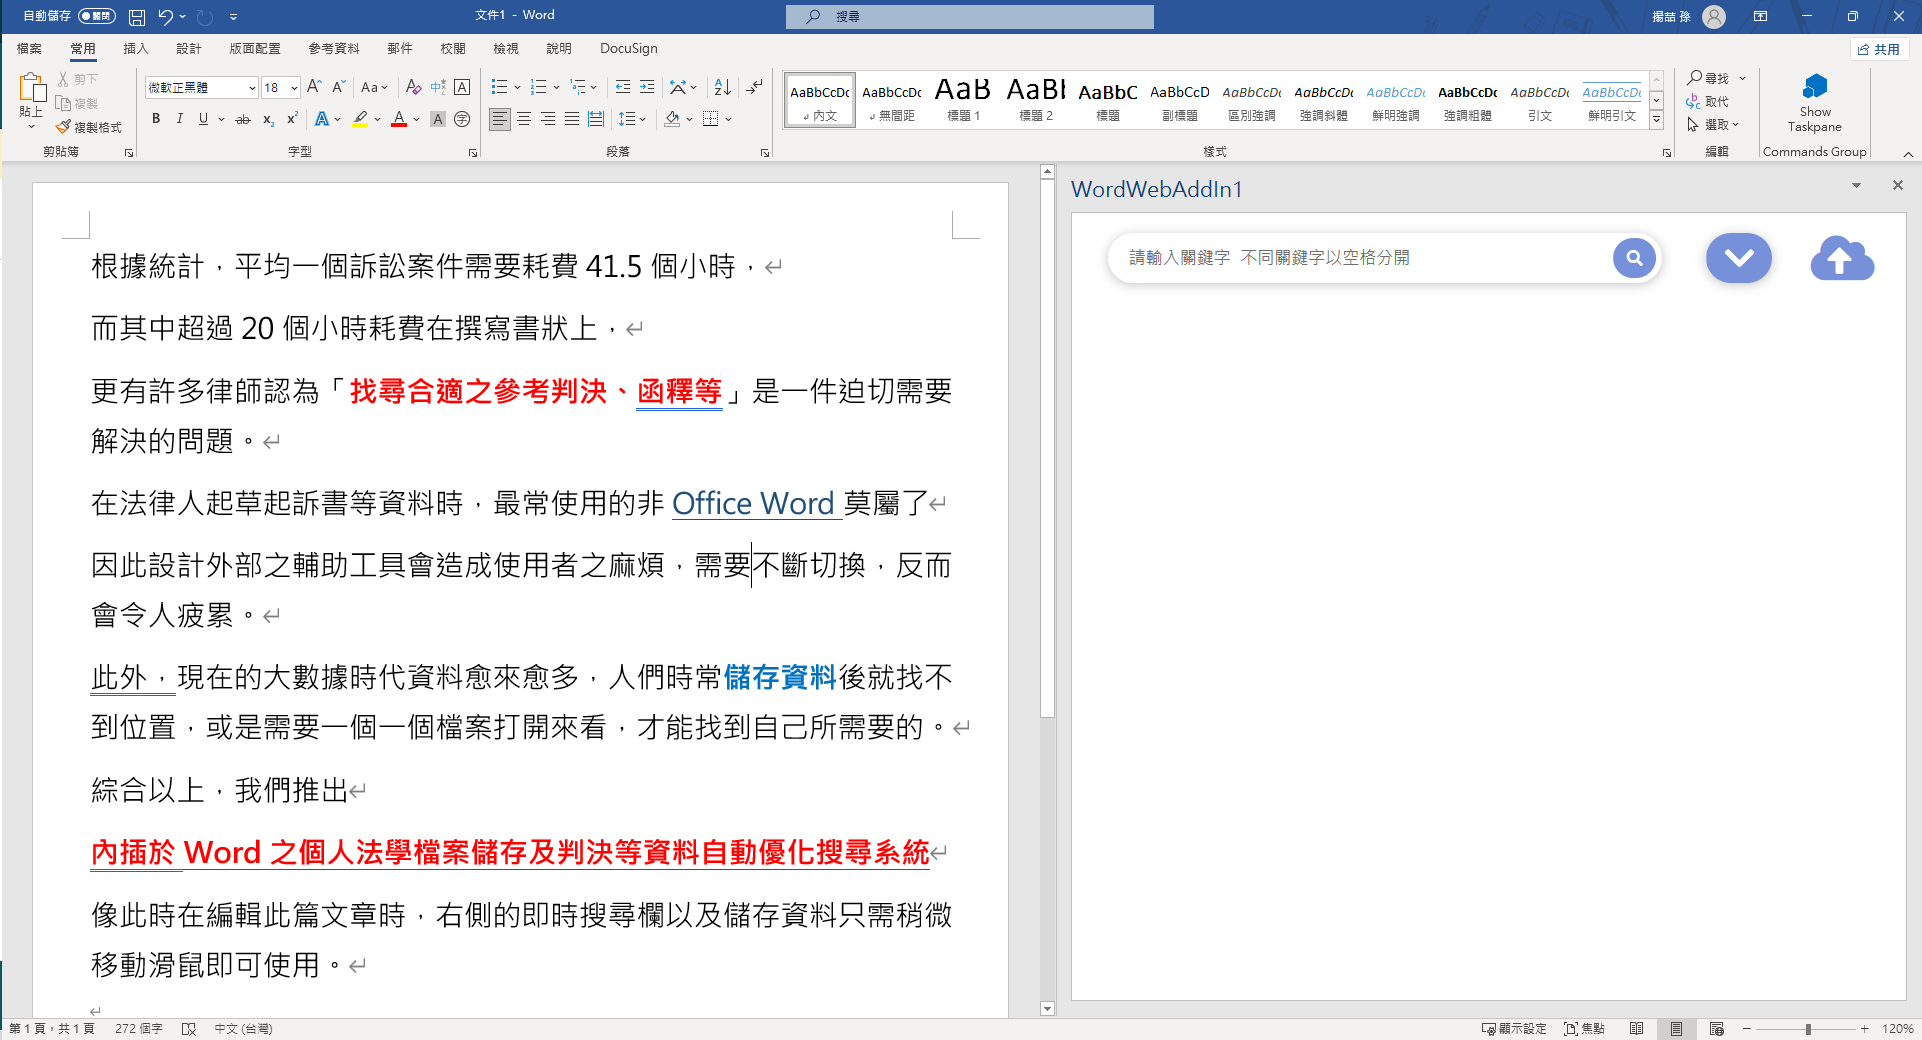 自動儲存 關閉 文件1 - Word 搜尋
檔案 常用 插入 設計 版面配置 參考資料 郵件 校閱 檢視 說明 DocuSign 共用
貼上 剪下 複製 複製格式 剪貼簿
微軟正黑體 18 Aa 字型
B I U ab x₂ x² A A A 字
段落
AaBbCcDc AaBbCcDc AaB AaBl AaBbC AaBbCcD AaBbCcDc AaBbCcDc AaBbCcDc AaBbCcDc AaBbCcDc AaBbCcDc
內文 無間距 標題 1 標題 2 標題 副標題 區別強調 強調斜體 鮮明強調 強調粗體 引文 鮮明引文
樣式
尋找 取代 選取 編輯
Show Taskpane
Commands Group
根據統計，平均一個訴訟案件需要耗費 41.5 個小時，
而其中超過 20 個小時耗費在撰寫書狀上，
更有許多律師認為「找尋合適之參考判決、函釋等」是一件迫切需要
解決的問題。
在法律人起草起訴書等資料時，最常使用的非 Office Word 莫屬了
因此設計外部之輔助工具會造成使用者之麻煩，需要不斷切換，反而
會令人疲累。
此外，現在的大數據時代資料愈來愈多，人們時常儲存資料後就找不
到位置，或是需要一個一個檔案打開來看，才能找到自己所需要的。
綜合以上，我們推出
內插於 Word 之個人法學檔案儲存及判決等資料自動優化搜尋系統
像此時在編輯此篇文章時，右側的即時搜尋欄以及儲存資料只需稍微
移動滑鼠即可使用。
WordWebAddIn1
請輸入關鍵字 不同關鍵字以空格分開
第 1 頁，共 1 頁 272 個字 中文 (台灣) 顯示設定 焦點 120%